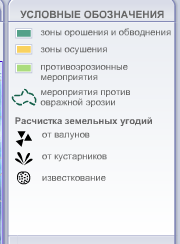 УСЛОВНЫЕ ОБОЗНАЧЕНИЯ
зоны орошения и обводнения
зоны осушения
противоэрозионные
мероприятия
мероприятия против
овражной эрозии
Расчистка земельных угодий
от валунов
от кустарников
известкование